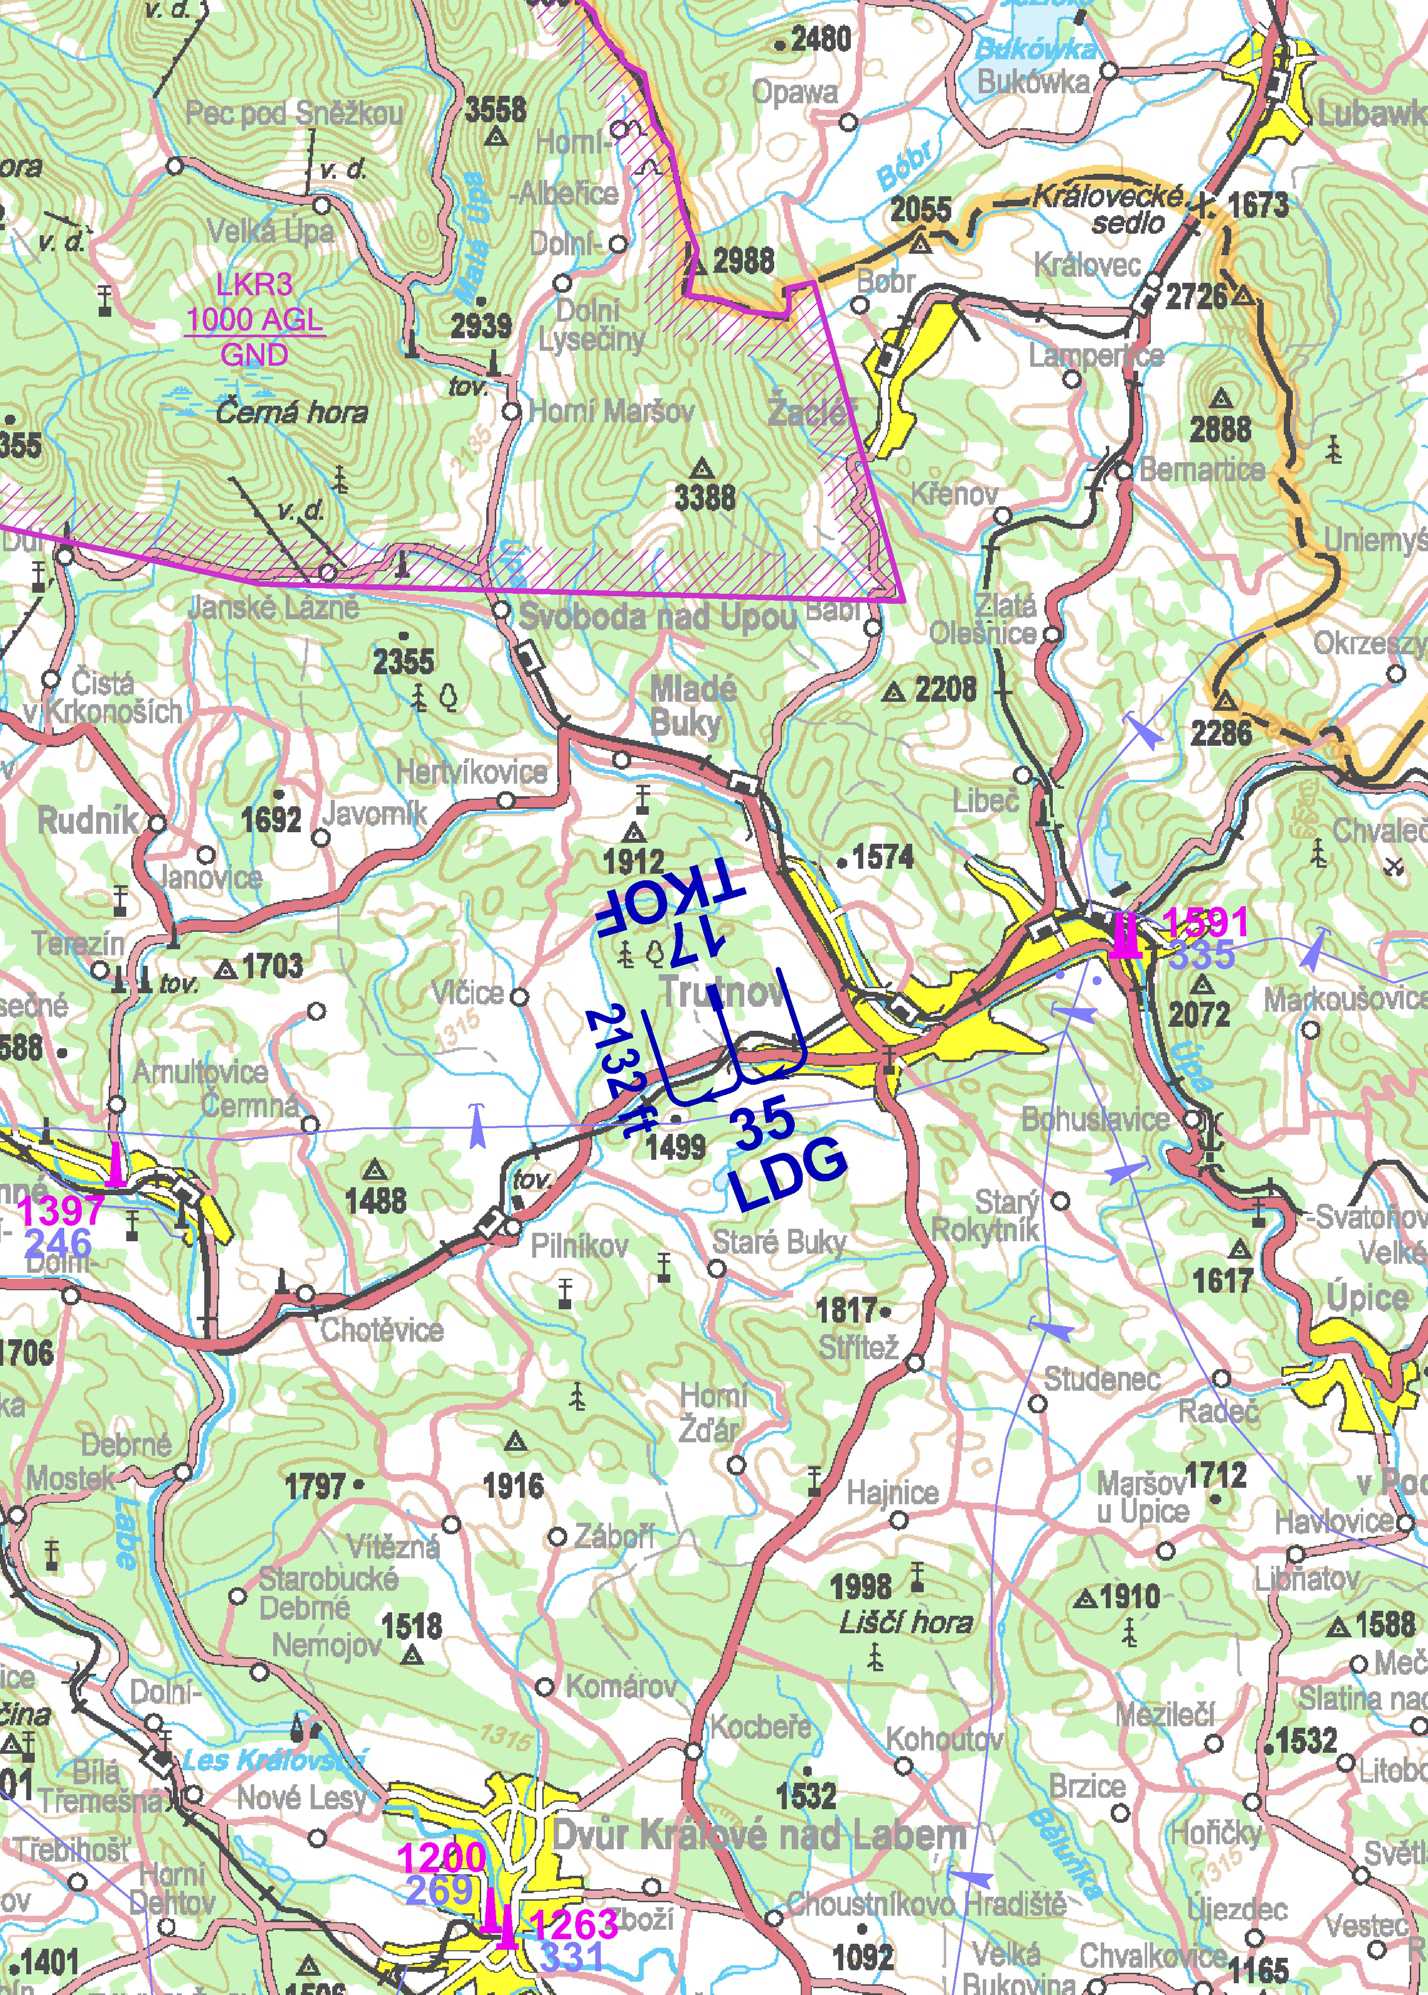 v. d.
2480
Bukówka
Opawa
Bukówka
Pec pod Sněžkou
3558
Horní-
Lubawk
ora
v. d.
Bóbr
-Albeřice
Malá Úpa
2055
Královecké
sedlo
1673
v. d.
Velká Úpa
Dolní-
2988
Královec
LKR3
1000 AGL
GND
Bobr
2726
2939
Dolní
Lysečiny
Lampertice
tov.
Černá hora
Horní Maršov
Žacléř
2888
355
2135
3388
Křenov
Bernartice
v. d.
Úpa
Uniemyś
Janské Lázně
Svoboda nad Úpou
Babí
Zlatá
Olešnice
2355
Okrzeszy
Čistá
v Krkonoších
Mladé
Buky
2208
2286
Hertvíkovice
Libeč
Rudník
1692
Javorník
1912
1574
Chvaleč
Janovice
TKOF
17
1591
335
Terezín
1703
tov.
Vlčice
Trutnov
2072
Markoušovice
sečné
588
1315
2132 ft
Úpa
Arnultovice
Čermná
35
LDG
1499
Bohuslavice
1488
tov.
1397
246
Dolní-
Starý
Rokytník
-Svatoňov
Velké
Pilníkov
Staré Buky
1617
Úpice
1706
Chotěvice
1817
Střítež
ka
Studenec
Radeč
Horní
Žďár
Debrné
Mostek
1797
1916
Hajnice
Maršov
u Úpice
1712
v Pod
Havlovice
Labe
Vítězná
Záboří
Libňatov
Starobucké
Debrné
1998
Liščí hora
1910
1518
1588
Nemojov
Meč
Komárov
Slatina nad
Dolní-
čina
Mezilečí
Kocbeře
Kohoutov
1532
1315
Les Království
01
Bílá
Třemešná
Nové Lesy
1532
Brzice
Litobo
Dvůr Králové nad Labem
Běluňka
Hořičky
Třebihošť
1200
269
1315
Světl
Horní
Dehtov
ov
1263
331
Zboží
Choustníkovo Hradiště
Újezdec
Vestec
1401
1092
Velká
Bukovina
Chvalkovice
1165